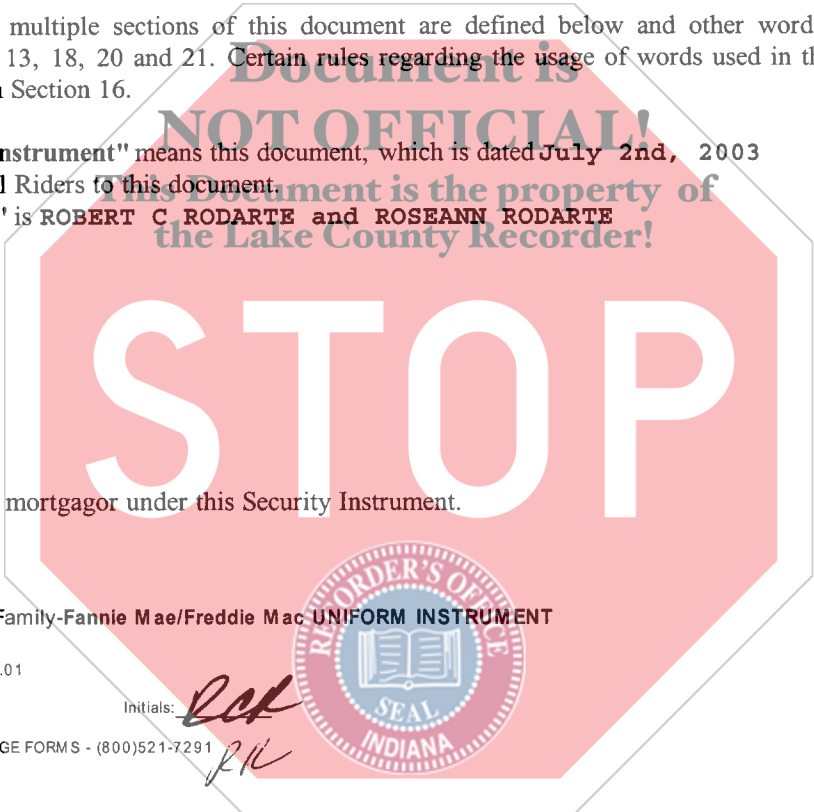 multiple sections of this document are defined below and other word
Document is
13, 18, 20 and 21. Certain rules regarding the usage of words used in
Section 16.
NOT OFFICIAL!
nstrument" means this document, which is dated July 2nd, 2003
Riders to this document.
This Document is the property of
is ROBERT C RODARTE and ROSEANN RODARTE
the Lake County Recorder!
STOP
mortgagor under this Security Instrument.
RECORDER'S OFFICE
Family-Fannie Mae/Freddie Mac UNIFORM INSTRUMENT
.01
Initials: RCR
SEAL
INDIANA
GE FORMS - (800)521-7291